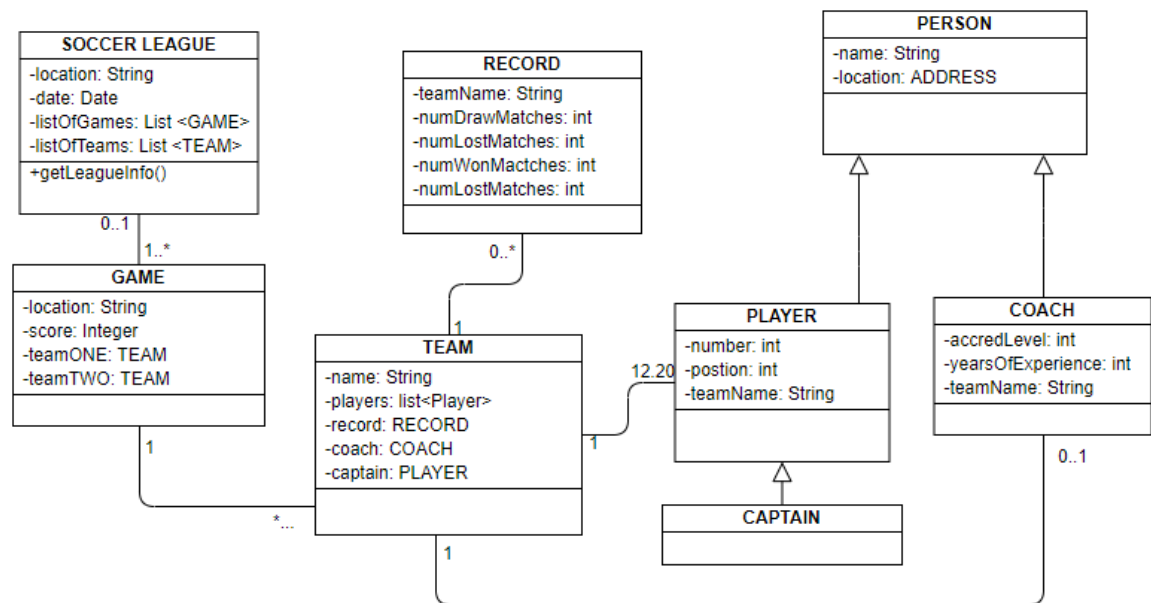 SOCCER LEAGUE
-location: String
-date: Date
-listOfGames: List <GAME>
-listOfTeams: List <TEAM>
+getLeagueInfo()
0..1
1..*
GAME
-location: String
-score: Integer
-teamONE: TEAM
-teamTWO: TEAM
1
*...
RECORD
-teamName: String
-numDrawMatches: int
-numLostMatches: int
-numWonMactches: int
-numLostMatches: int
0..*
1
TEAM
-name: String
-players: list<Player>
-record: RECORD
-coach: COACH
-captain: PLAYER
1
12.20
1
PERSON
-name: String
-location: ADDRESS
PLAYER
-number: int
-postion: int
-teamName: String
CAPTAIN
COACH
-accredLevel: int
-yearsOfExperience: int
-teamName: String
0..1